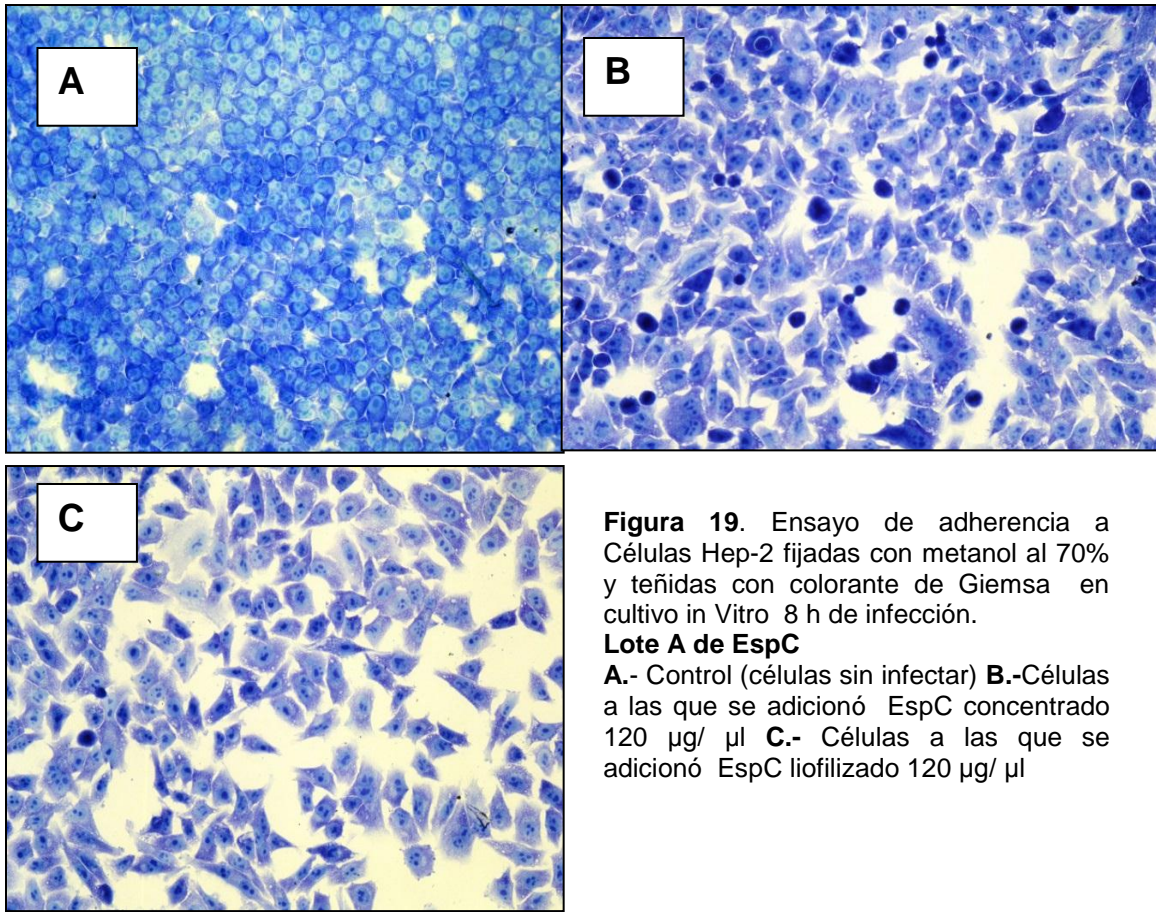 A
B
C
Figura 19. Ensayo de adherencia a
Células Hep-2 fijadas con metanol al 70%
y teñidas con colorante de Giemsa en
cultivo in Vitro 8 h de infección.
Lote A de EspC
A.- Control (células sin infectar) B.-Células
a las que se adicionó EspC concentrado
120 µg/ µl C.- Células a las que se
adicionó EspC liofilizado 120 µg/ µl